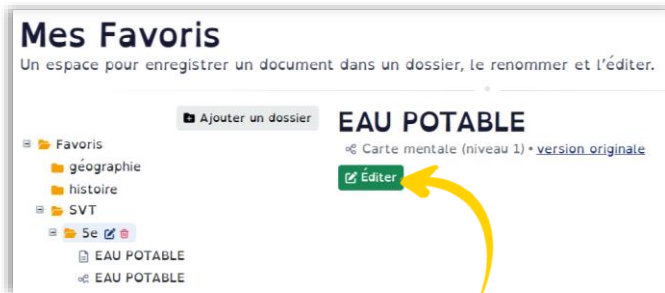 Mes Favoris
Un espace pour enregistrer un document dans un dossier, le renommer et l'éditer.
Ajouter un dossier
Favoris
géographie
histoire
SVT
5e
EAU POTABLE
EAU POTABLE
EAU POTABLE
Carte mentale (niveau 1) • version originale
Éditer